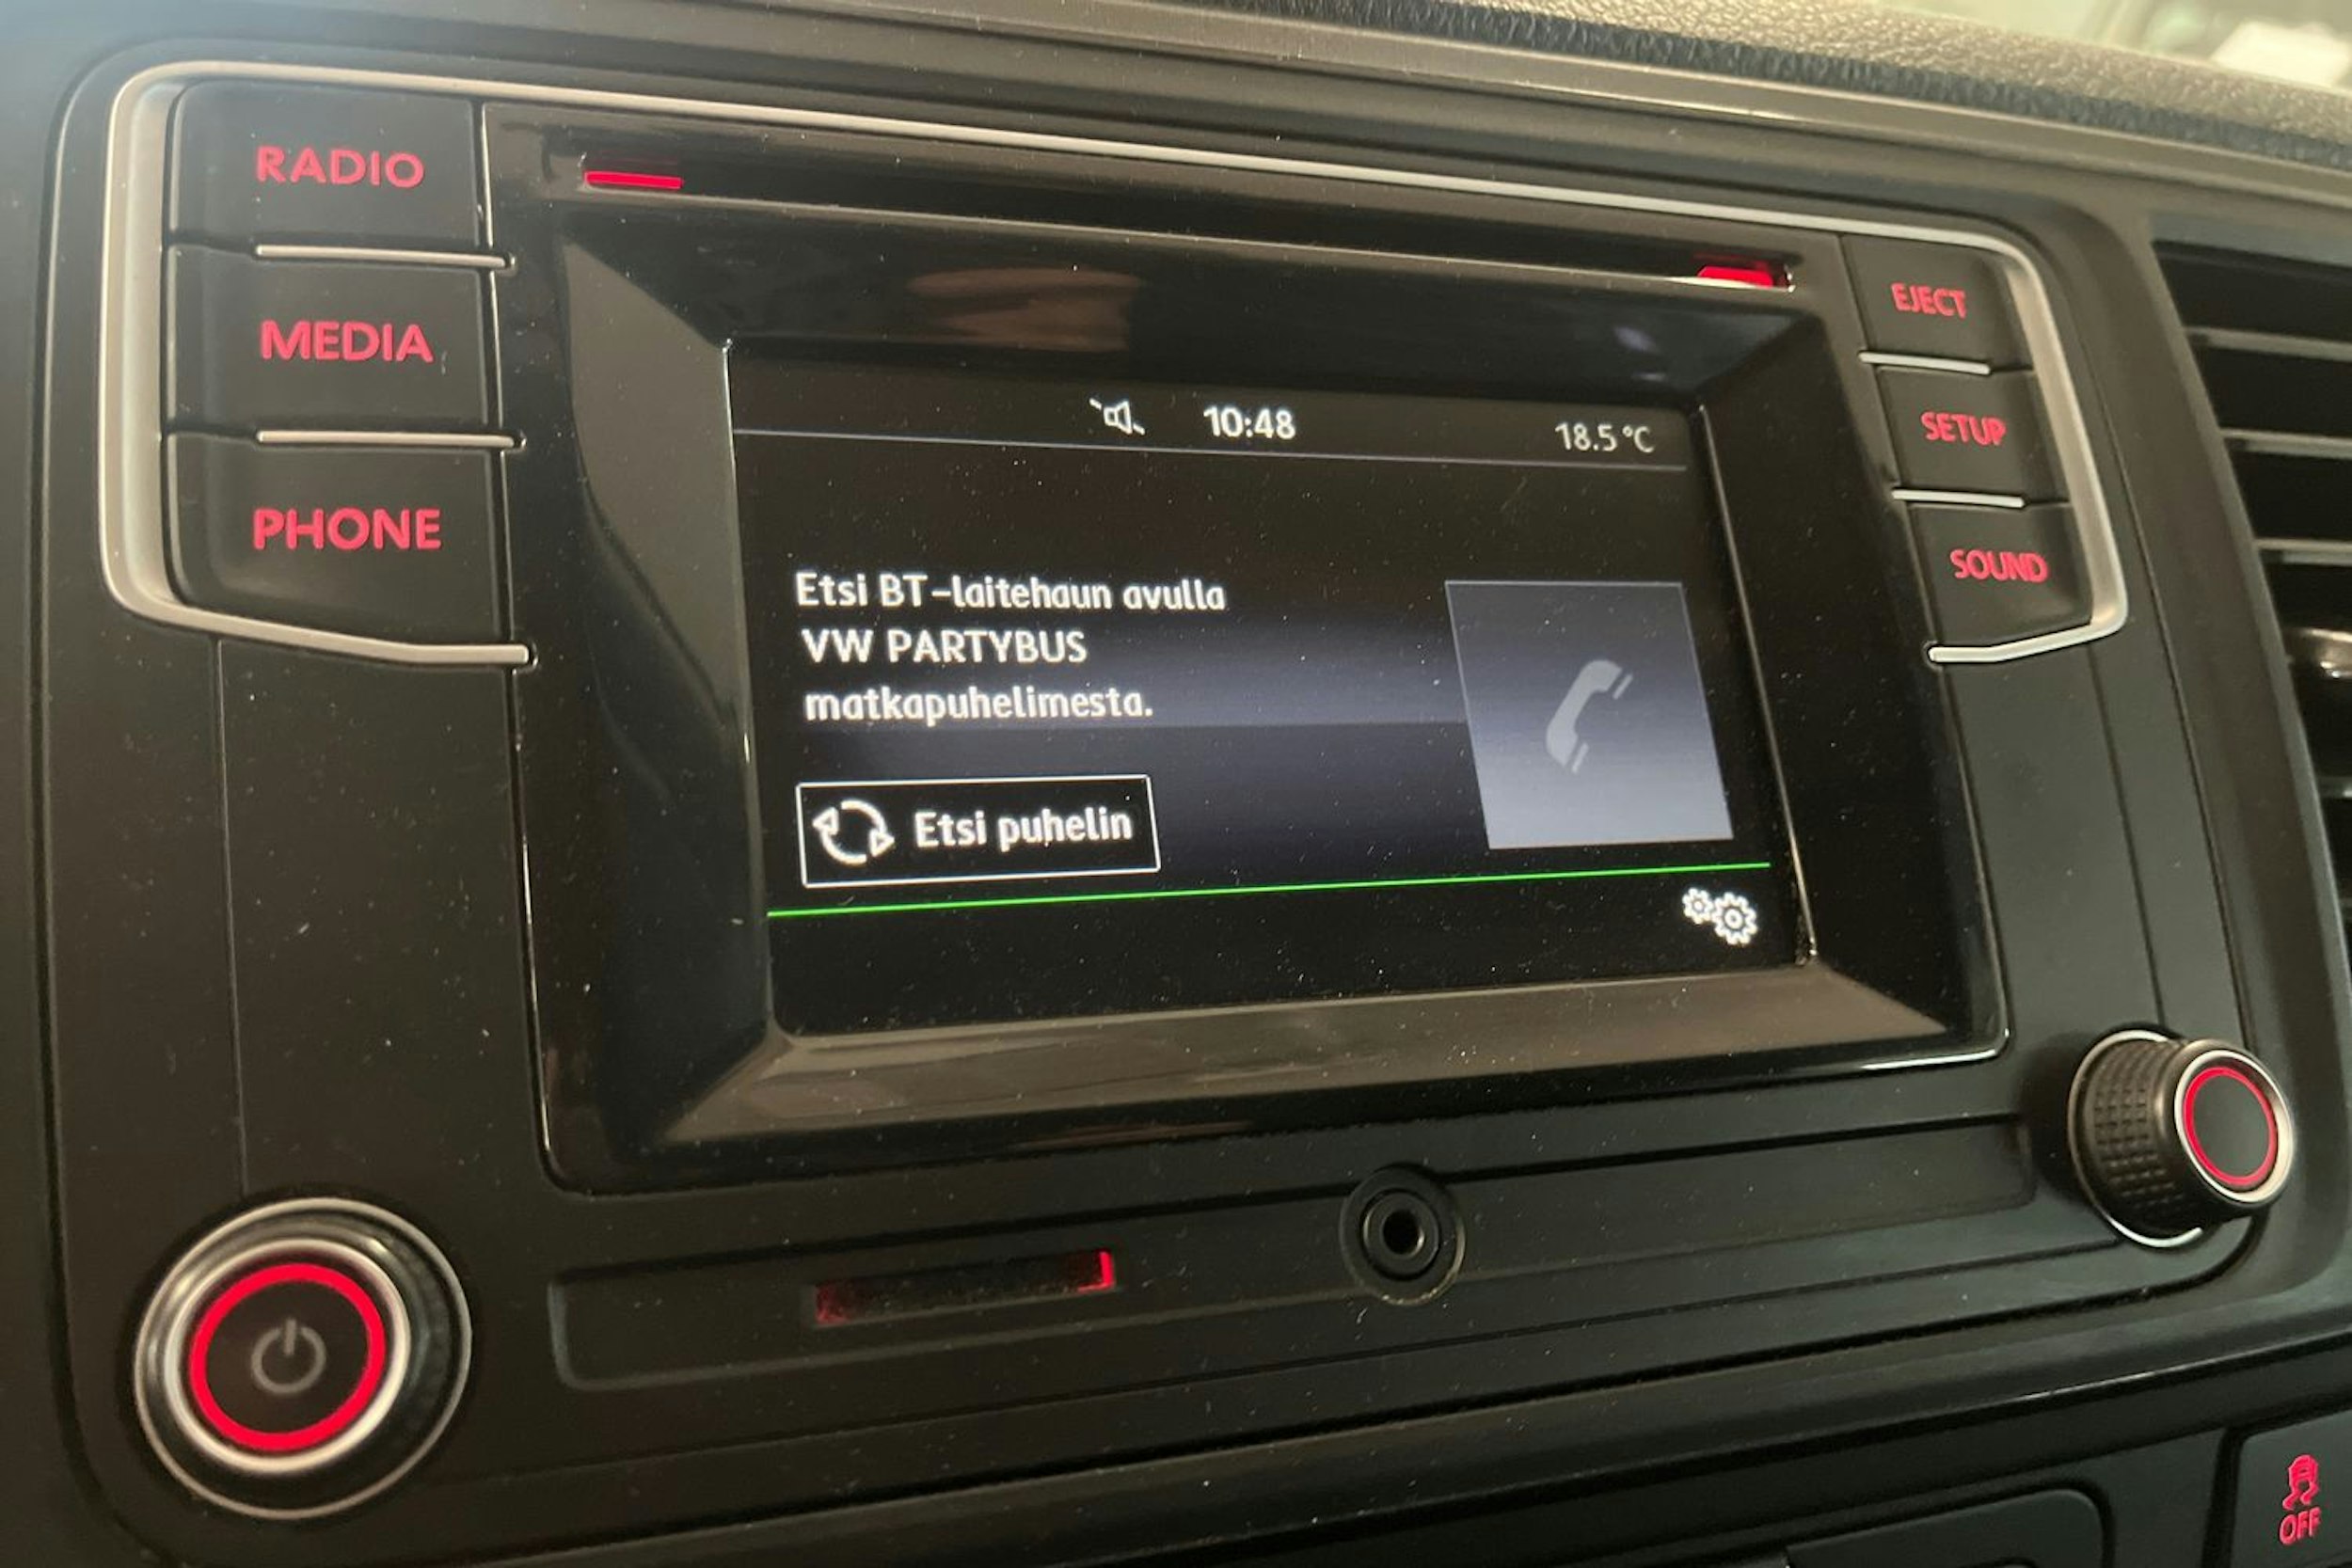 RADIO
MEDIA
PHONE
10:48
18.5 °C
Etsi BT-laitehaun avulla
VW PARTYBUS
matkapuhelimesta.
Etsi puhelin
EJECT
SETUP
SOUND
OFF